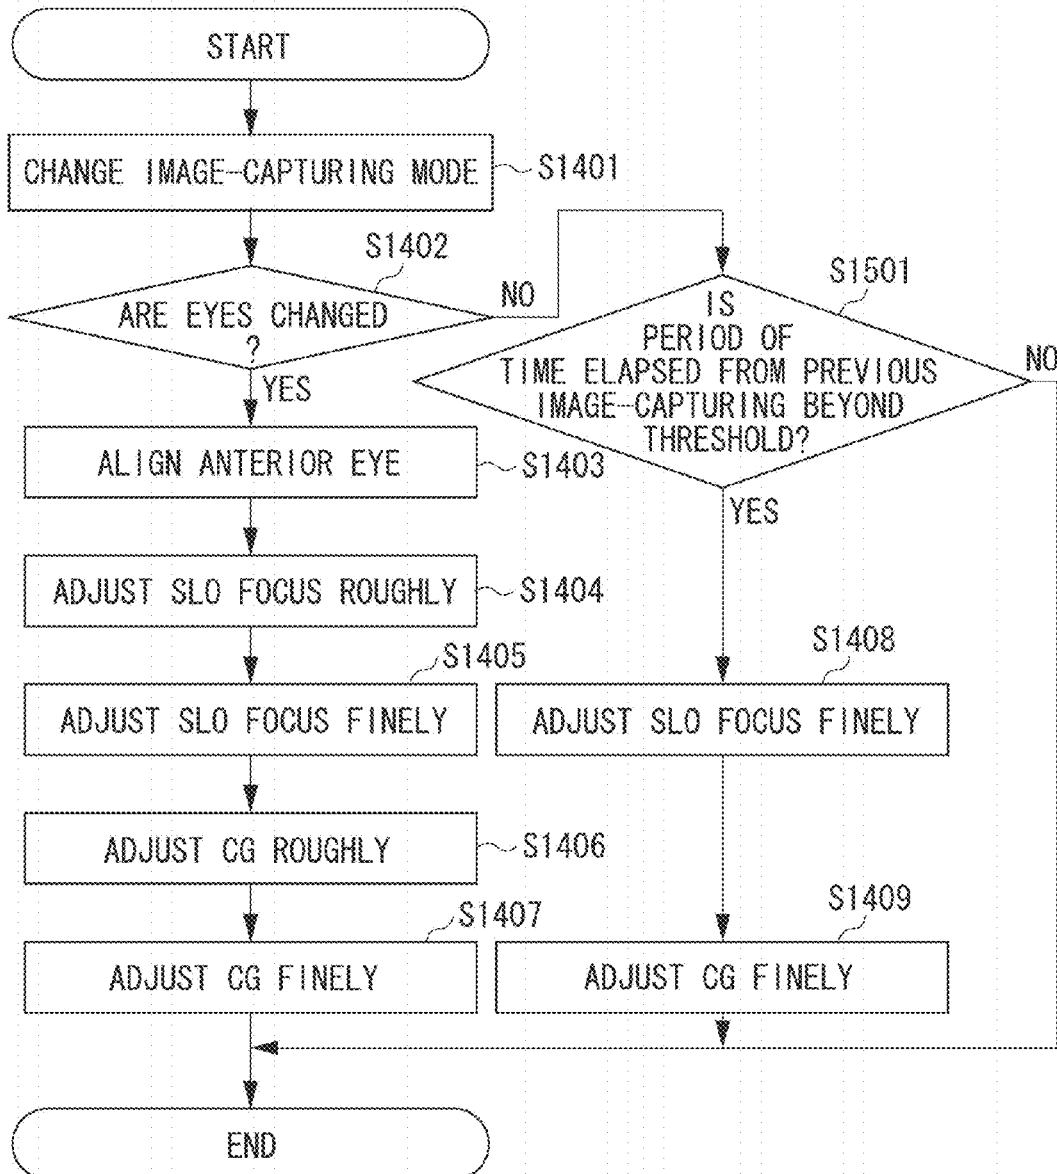 START
CHANGE IMAGE-CAPTURING MODE
S1401
S1402
ARE EYES CHANGED
?
NO
YES
S1501
IS
PERIOD OF
TIME ELAPSED FROM PREVIOUS
IMAGE-CAPTURING BEYOND
THRESHOLD?
NO
YES
ALIGN ANTERIOR EYE
S1403
ADJUST SLO FOCUS ROUGHLY
S1404
S1405
ADJUST SLO FOCUS FINELY
S1408
ADJUST SLO FOCUS FINELY
ADJUST CG ROUGHLY
S1406
S1407
ADJUST CG FINELY
S1409
ADJUST CG FINELY
END